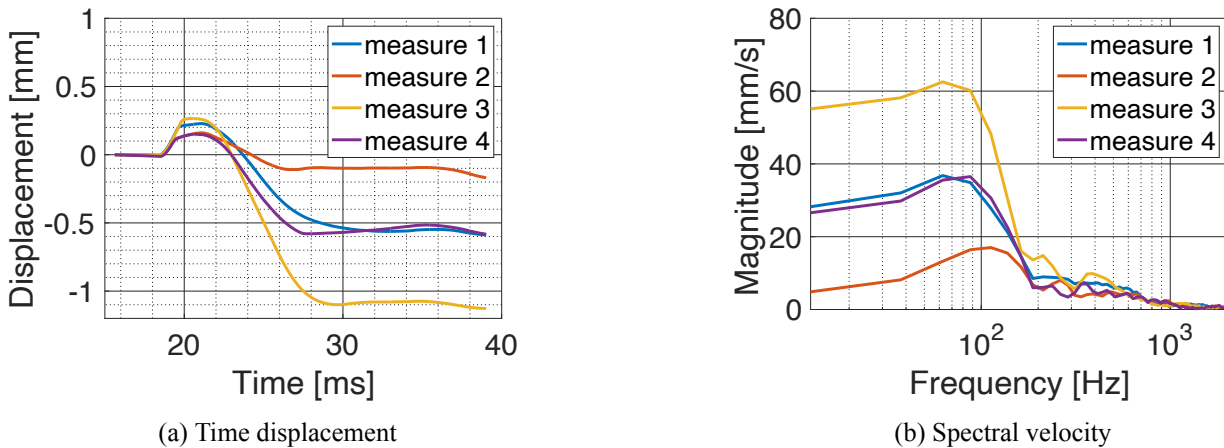 1
0.5
0
-0.5
-1
Displacement [mm]
20
30
40
Time [ms]
measure 1
measure 2
measure 3
measure 4
(a) Time displacement
80
60
40
20
0
Magnitude [mm/s]
10²
10³
Frequency [Hz]
measure 1
measure 2
measure 3
measure 4
(b) Spectral velocity